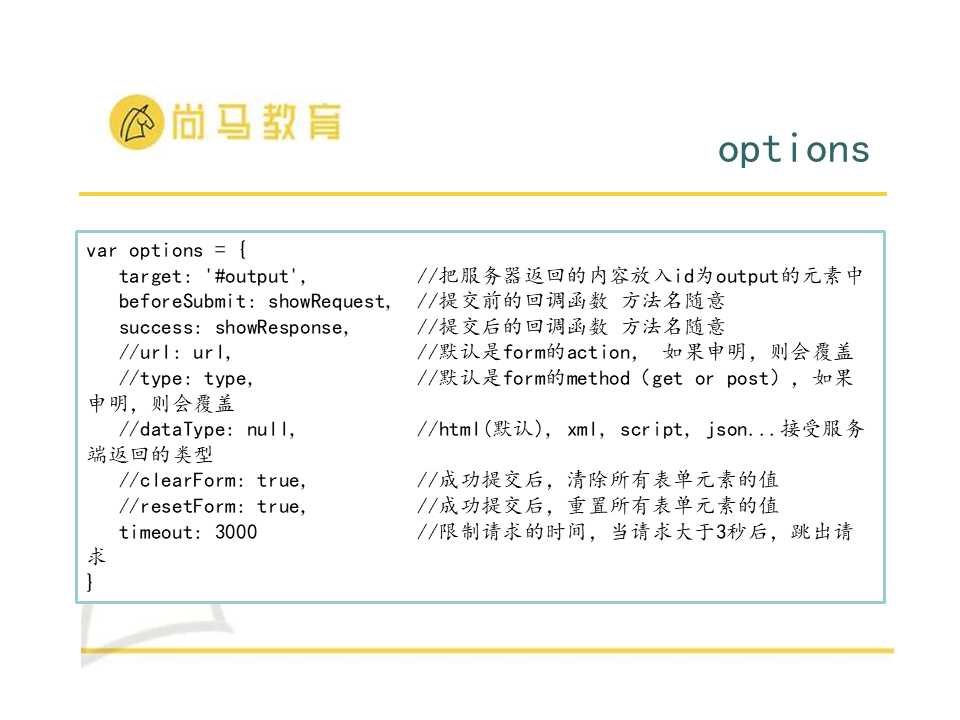 尚马教育
options
var options = {
target: '#output', //把服务器返回的内容放入id为output的元素中
beforeSubmit: showRequest, //提交前的回调函数 方法名随意
success: showResponse, //提交后的回调函数 方法名随意
//url: url, //默认是form的action, 如果申明，则会覆盖
//type: type, //默认是form的method（get or post），如果
申明，则会覆盖
//dataType: null, //html(默认), xml, script, json...接受服务
端返回的类型
//clearForm: true, //成功提交后，清除所有表单元素的值
//resetForm: true, //成功提交后，重置所有表单元素的值
timeout: 3000 //限制请求的时间，当请求大于3秒后，跳出请
求
}